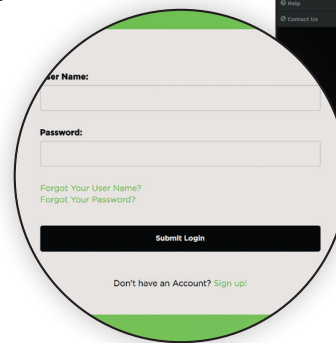 Help
Contact Us
User Name:
Password:
Forgot Your User Name?
Forgot Your Password?
Submit Login
Don't have an Account? Sign up!